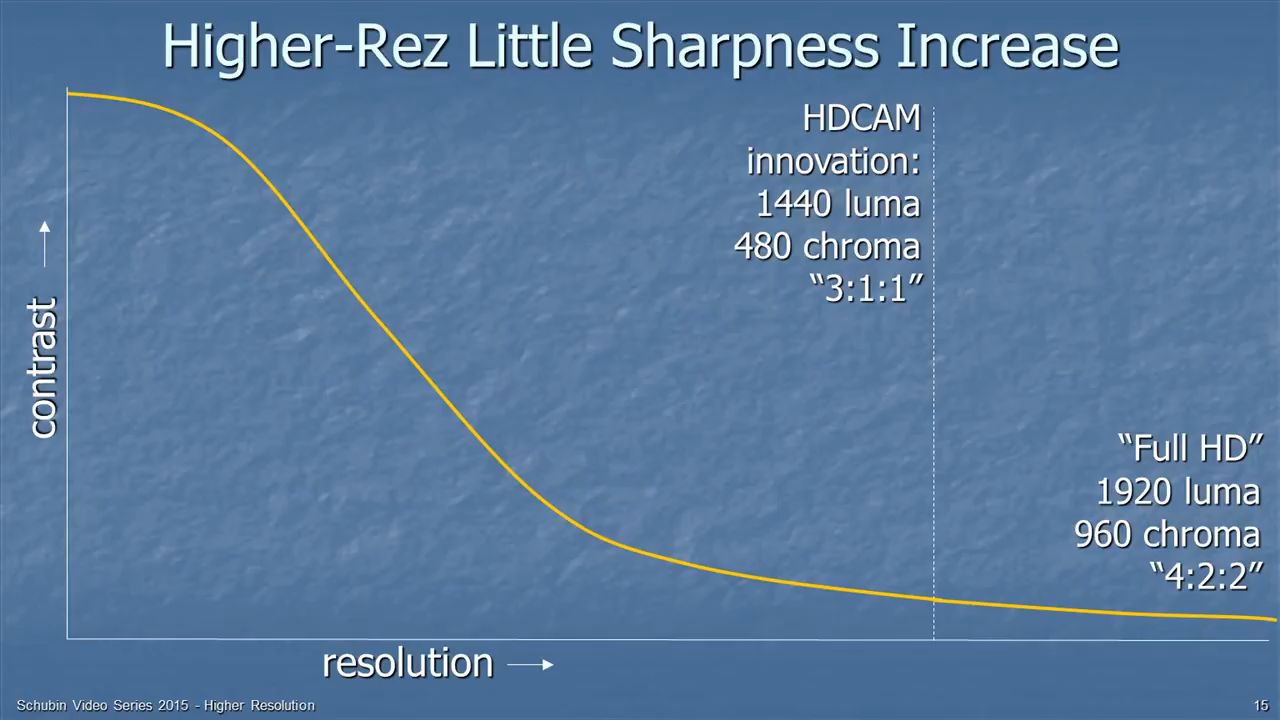 Higher-Rez Little Sharpness Increase
HDCAM
innovation:
1440 luma
480 chroma
“3:1:1”
contrast
“Full HD”
1920 luma
960 chroma
“4:2:2”
resolution
Schubin Video Series 2015 - Higher Resolution
15